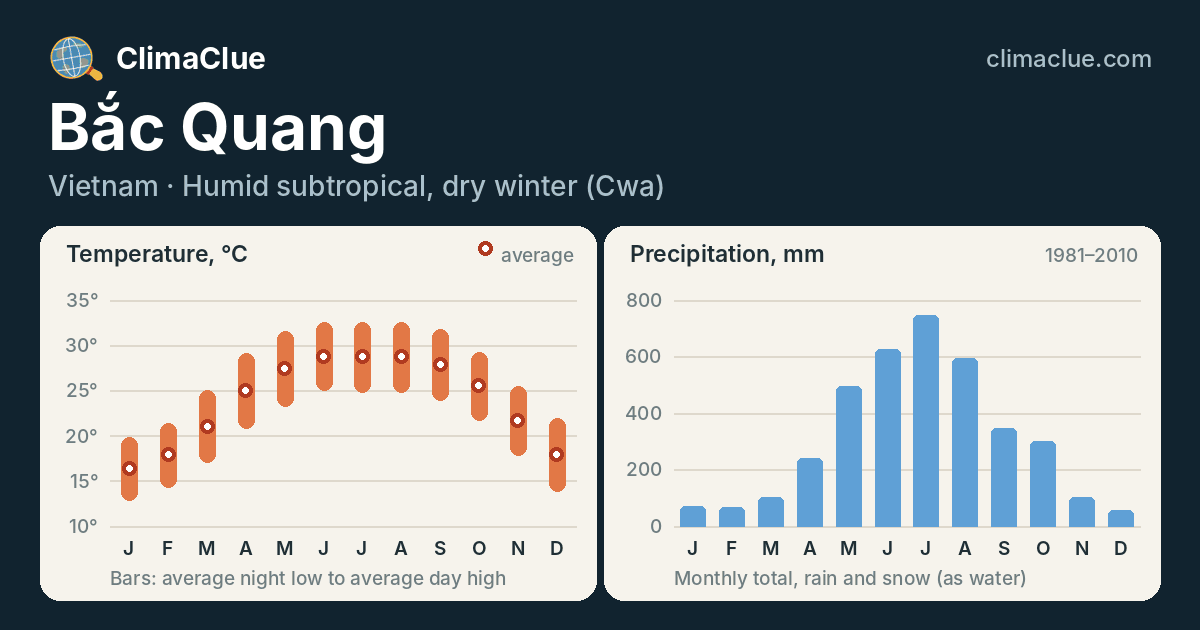 ClimaClue
climaclue.com
Bắc Quang
Vietnam · Humid subtropical, dry winter (Cwa)
Temperature, °C
average
35°
30°
25°
20°
15°
10°
J F M A M J J A S O N D
Bars: average night low to average day high
Precipitation, mm
1981–2010
800
600
400
200
0
J F M A M J J A S O N D
Monthly total, rain and snow (as water)